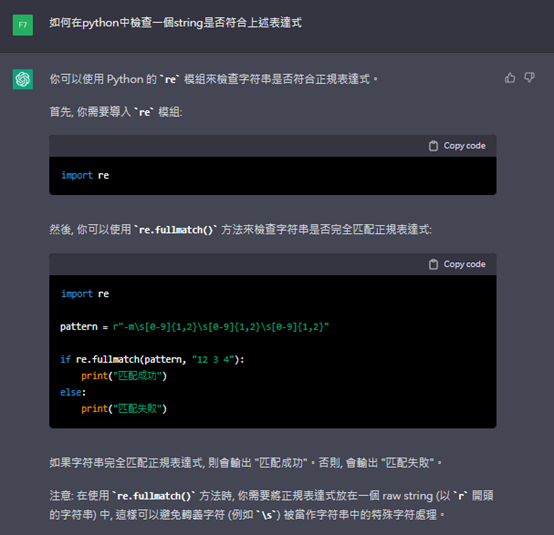 F7
如何在python中檢查一個string是否符合上述表達式
你可以使用 Python 的 `re` 模組來檢查字符串是否符合正規表達式。
首先, 你需要導入 `re` 模組:
Copy code
import re
然後, 你可以使用 `re.fullmatch()` 方法來檢查字符串是否完全匹配正規表達式:
Copy code
import re
pattern = r"-m\s[0-9]{1,2}\s[0-9]{1,2}\s[0-9]{1,2}"
if re.fullmatch(pattern, "12 3 4"):
    print("匹配成功")
else:
    print("匹配失敗")
如果字符串完全匹配正規表達式, 則會輸出 "匹配成功"。否則, 會輸出 "匹配失敗"。
注意: 在使用 `re.fullmatch()` 方法時, 你需要將正規表達式放在一個 raw string (以 `r` 開頭
的字符串) 中, 這樣可以避免轉義字符 (例如 `\s`) 被當作字符串中的特殊字符處理。